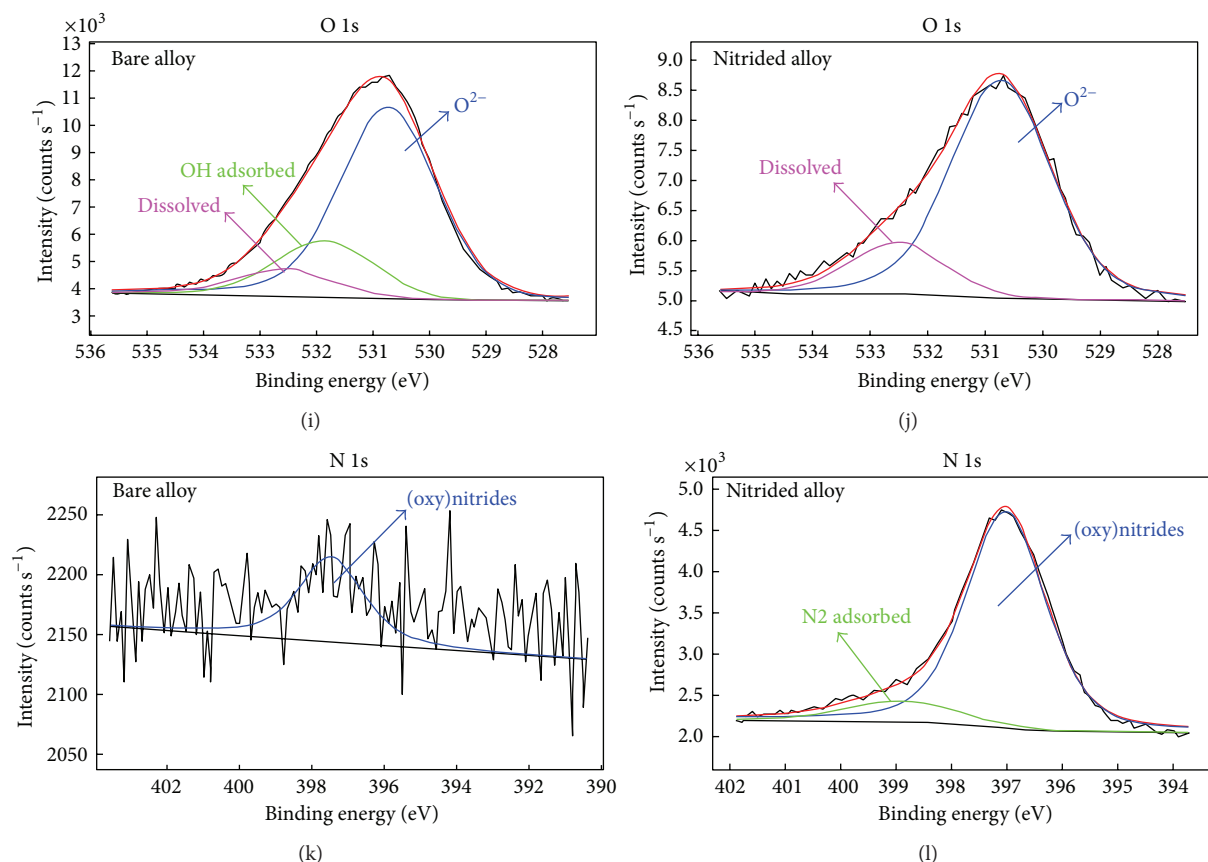 O 1s
×10³
Bare alloy
13
12
11
10
9
8
7
6
5
4
3
Intensity (counts s⁻¹)
O²⁻
OH adsorbed
Dissolved
536 535 534 533 532 531 530 529 528
Binding energy (eV)
(i)
O 1s
Nitrided alloy
9.0
8.5
8.0
7.5
7.0
6.5
6.0
5.5
5.0
4.5
Intensity (counts s⁻¹)
O²⁻
Dissolved
536 535 534 533 532 531 530 529 528
Binding energy (eV)
(j)
N 1s
Bare alloy
2250
2200
2150
2100
2050
Intensity (counts s⁻¹)
(oxy)nitrides
402 400 398 396 394 392 390
Binding energy (eV)
(k)
N 1s
×10³
Nitrided alloy
5.0
4.5
4.0
3.5
3.0
2.5
2.0
Intensity (counts s⁻¹)
(oxy)nitrides
N2 adsorbed
402 401 400 399 398 397 396 395 394
Binding energy (eV)
(l)